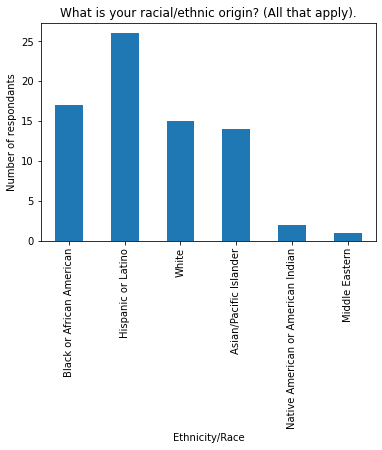 What is your racial/ethnic origin? (All that apply).
Number of respondants
25
20
15
10
5
0
Black or African American
Hispanic or Latino
White
Asian/Pacific Islander
Native American or American Indian
Middle Eastern
Ethnicity/Race